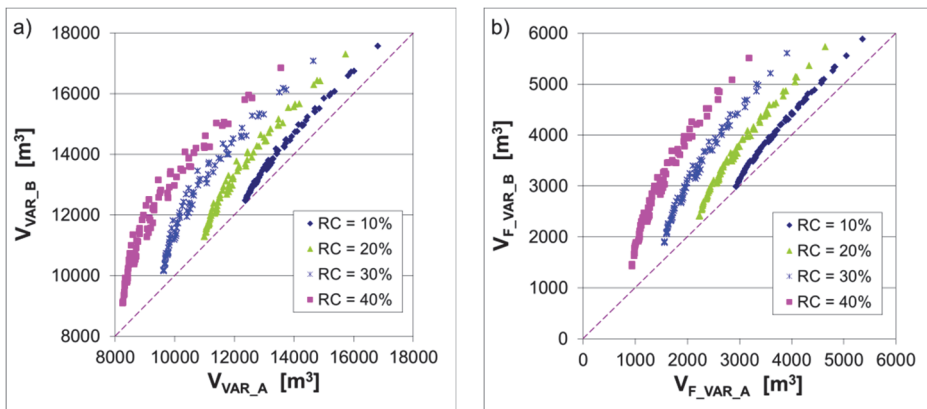 a)
18000
16000
14000
12000
10000
8000
V_VAR_B [m³]
8000 10000 12000 14000 16000 18000
V_VAR_A [m³]
RC = 10%
RC = 20%
RC = 30%
RC = 40%
b)
6000
5000
4000
3000
2000
1000
0
V_F_VAR_B [m³]
0 1000 2000 3000 4000 5000 6000
V_F_VAR_A [m³]
RC = 10%
RC = 20%
RC = 30%
RC = 40%